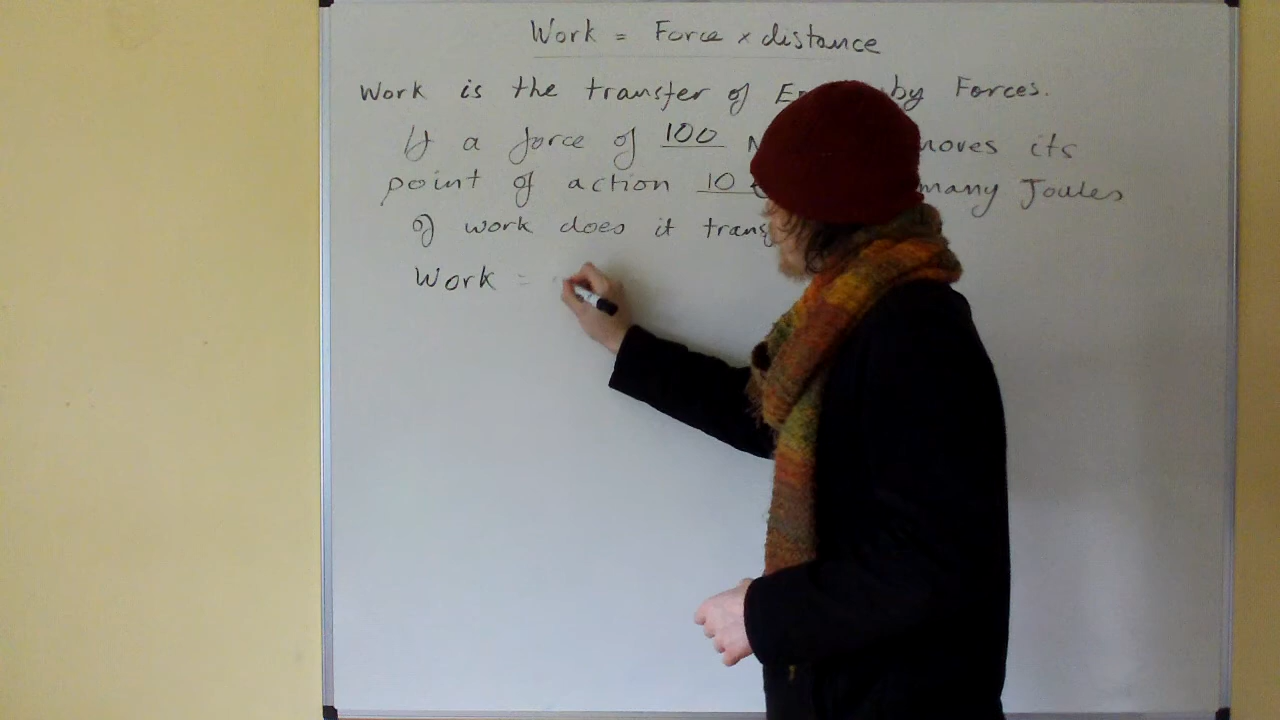 Work = Force × distance
Work is the transfer of by Forces.
If a force of 100 moves its
point of action 10 many Joules
of work does it
Work =